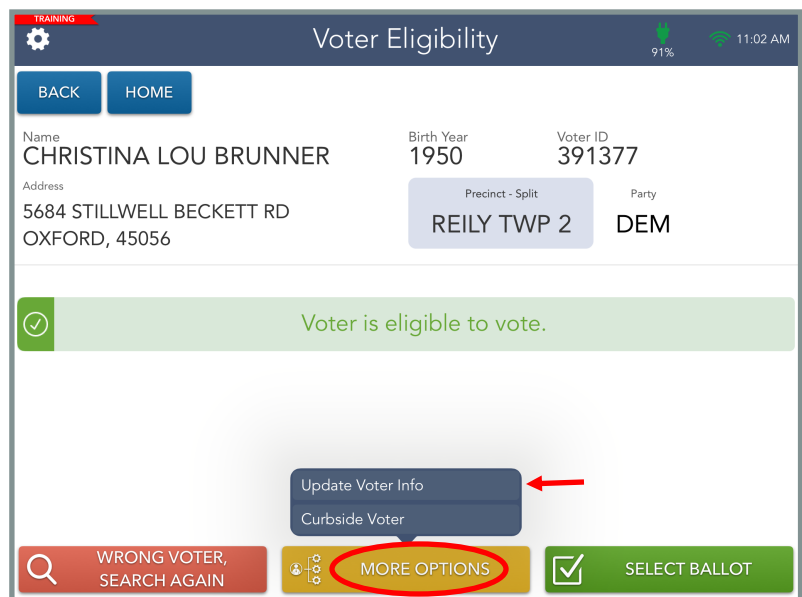 TRAINING
Voter Eligibility
91%
11:02 AM
BACK
HOME
Name
CHRISTINA LOU BRUNNER
Birth Year
1950
Voter ID
391377
Address
5684 STILLWELL BECKETT RD
OXFORD, 45056
Precinct - Split
REILY TWP 2
Party
DEM
Voter is eligible to vote.
Update Voter Info
Curbside Voter
WRONG VOTER,
SEARCH AGAIN
MORE OPTIONS
SELECT BALLOT